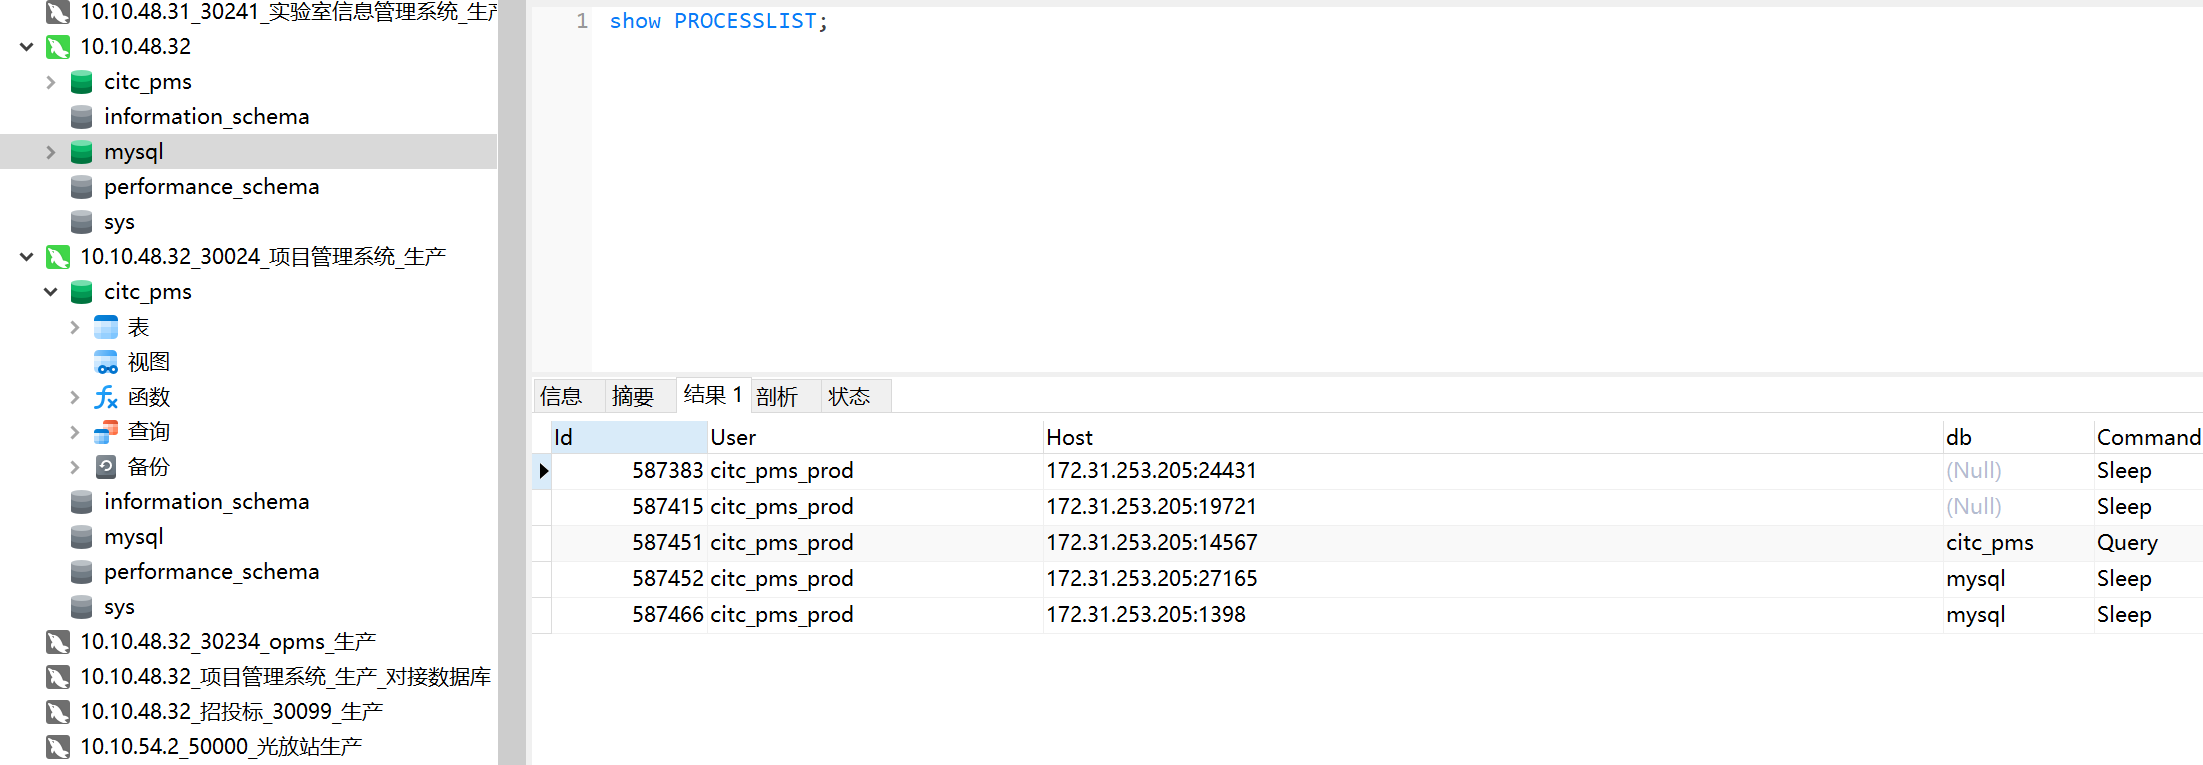 10.10.48.31_30241_实验室信息管理系统_生产
10.10.48.32
citc_pms
information_schema
mysql
performance_schema
sys
10.10.48.32_30024_项目管理系统_生产
citc_pms
表
视图
函数
查询
备份
information_schema
mysql
performance_schema
sys
10.10.48.32_30234_opms_生产
10.10.48.32_项目管理系统_生产_对接数据库
10.10.48.32_招投标_30099_生产
10.10.54.2_50000_光放站生产
1 show PROCESSLIST;
信息 摘要 结果 1 剖析 状态
Id User Host db Command
587383 citc_pms_prod 172.31.253.205:24431 (Null) Sleep
587415 citc_pms_prod 172.31.253.205:19721 (Null) Sleep
587451 citc_pms_prod 172.31.253.205:14567 citc_pms Query
587452 citc_pms_prod 172.31.253.205:27165 mysql Sleep
587466 citc_pms_prod 172.31.253.205:1398 mysql Sleep